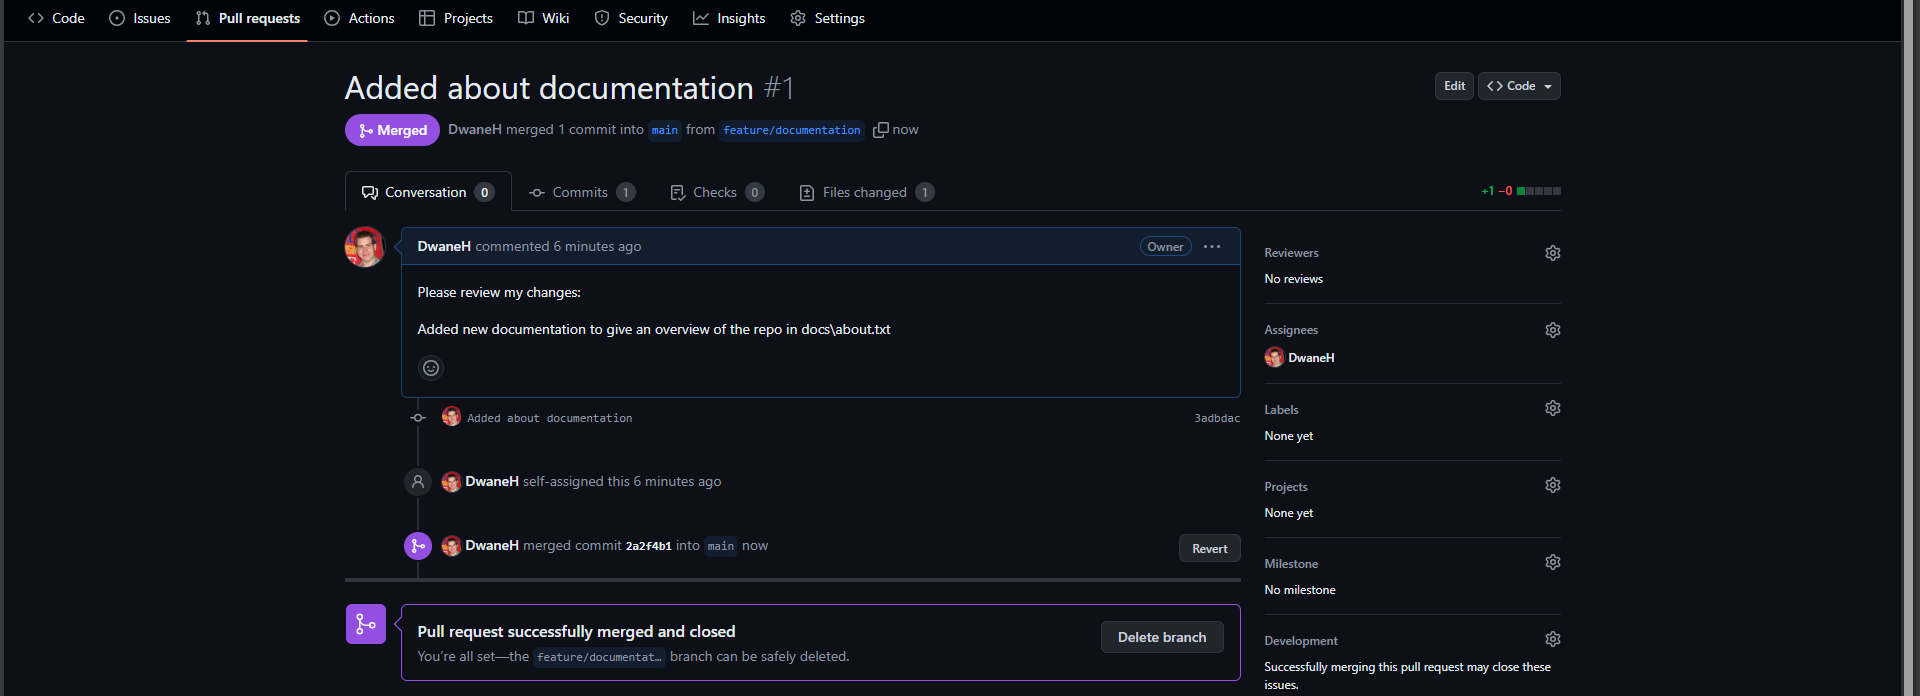 Code Issues Pull requests Actions Projects Wiki Security Insights Settings
Added about documentation #1
Edit Code
Merged DwaneH merged 1 commit into main from feature/documentation now
Conversation 0 Commits 1 Checks 0 Files changed 1
+1 −0
DwaneH commented 6 minutes ago
Owner
Please review my changes:
Added new documentation to give an overview of the repo in docs\about.txt
Added about documentation 3adbdac
DwaneH self-assigned this 6 minutes ago
DwaneH merged commit 2a2f4b1 into main now
Revert
Pull request successfully merged and closed
You're all set—the feature/documentat… branch can be safely deleted.
Delete branch
Reviewers
No reviews
Assignees
DwaneH
Labels
None yet
Projects
None yet
Milestone
No milestone
Development
Successfully merging this pull request may close these
issues.